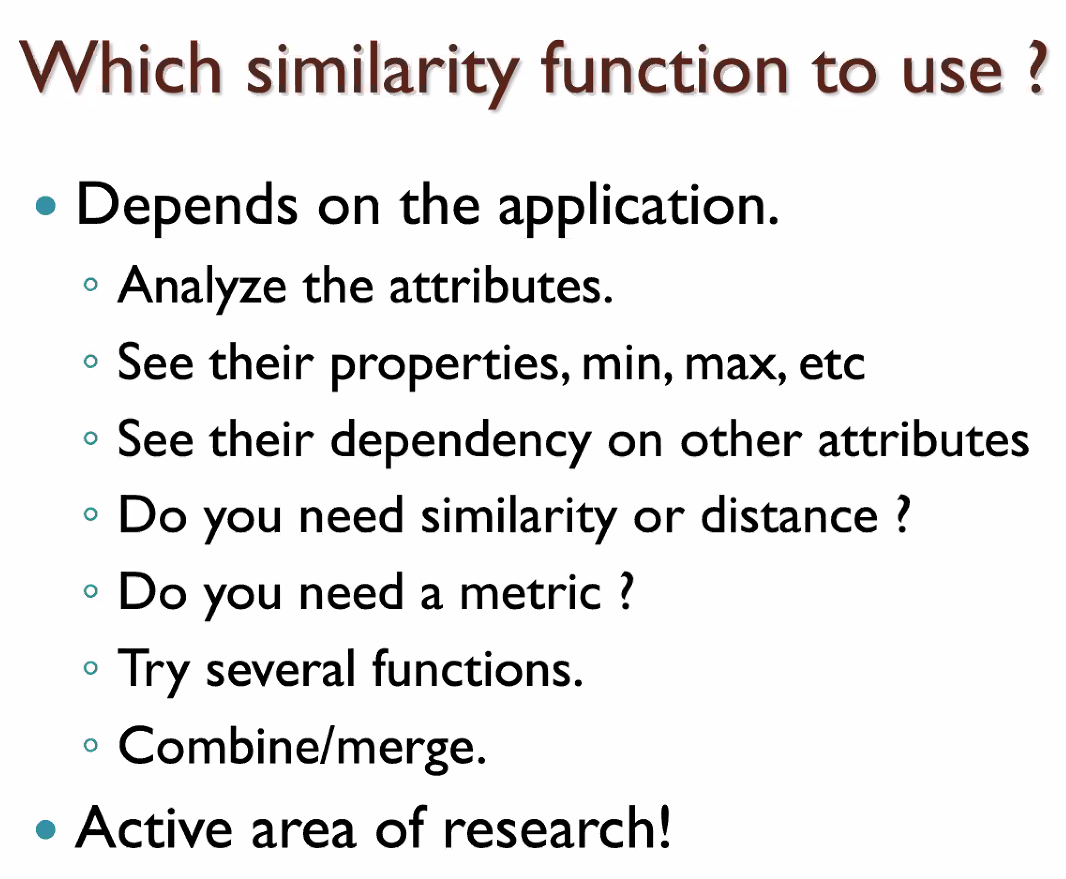 Which similarity function to use ?
• Depends on the application.
◦ Analyze the attributes.
◦ See their properties, min, max, etc
◦ See their dependency on other attributes
◦ Do you need similarity or distance ?
◦ Do you need a metric ?
◦ Try several functions.
◦ Combine/merge.
• Active area of research!